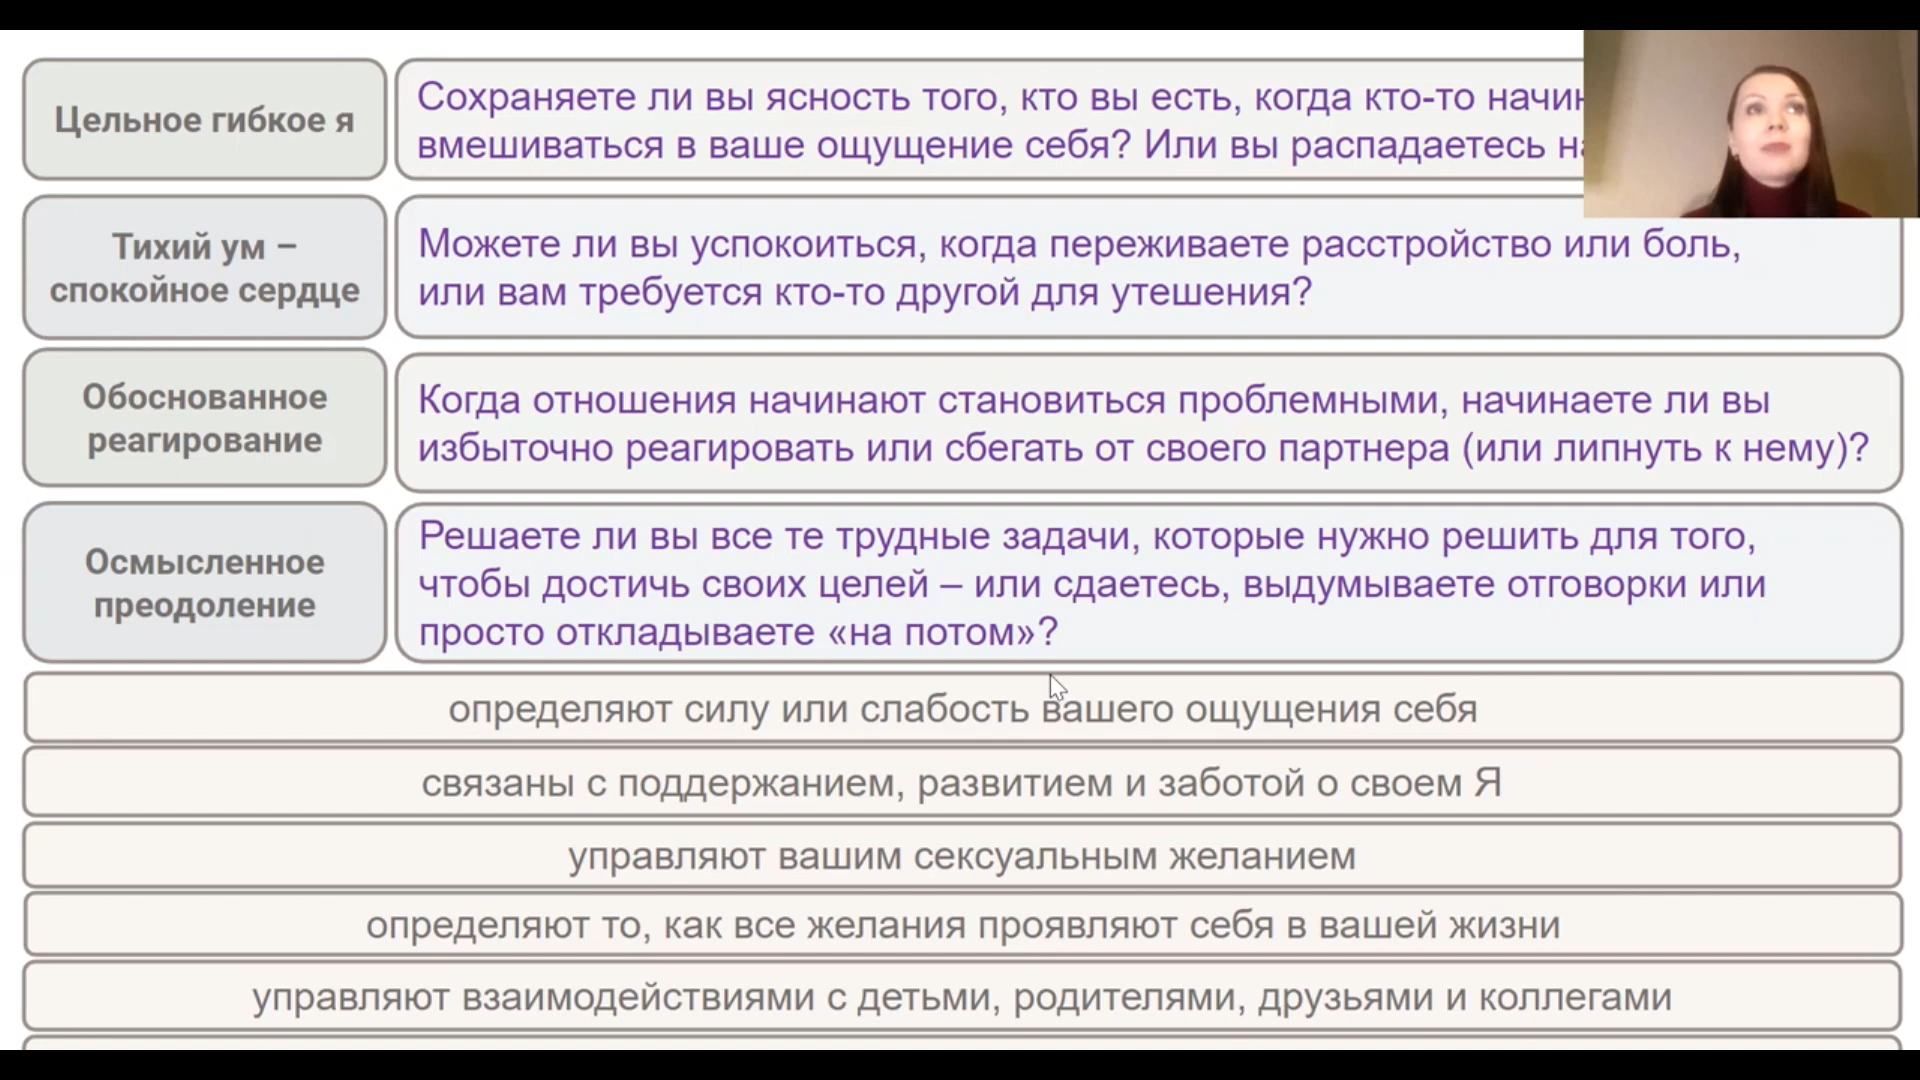 Цельное гибкое я
Сохраняете ли вы ясность того, кто вы есть, когда кто-то
вмешиваться в ваше ощущение себя? Или вы распадаетесь
Тихий ум –
спокойное сердце
Можете ли вы успокоиться, когда переживаете расстройство или боль,
или вам требуется кто-то другой для утешения?
Обоснованное
реагирование
Когда отношения начинают становиться проблемными, начинаете ли вы
избыточно реагировать или сбегать от своего партнера (или липнуть к нему)?
Осмысленное
преодоление
Решаете ли вы все те трудные задачи, которые нужно решить для того,
чтобы достичь своих целей – или сдаетесь, выдумываете отговорки или
просто откладываете «на потом»?
определяют силу или слабость вашего ощущения себя
связаны с поддержанием, развитием и заботой о своем Я
управляют вашим сексуальным желанием
определяют то, как все желания проявляют себя в вашей жизни
управляют взаимодействиями с детьми, родителями, друзьями и коллегами